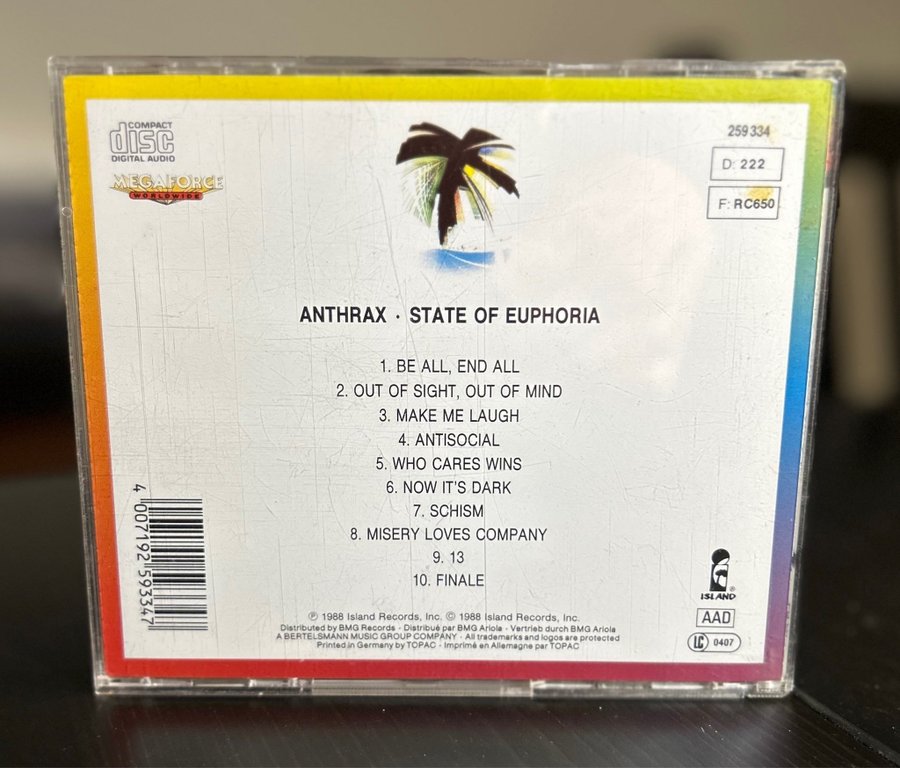 COMPACT
disc
DIGITAL AUDIO
MEGAFORCE
WORLDWIDE
259 334
D: 222
F: RC650
ANTHRAX · STATE OF EUPHORIA
1. BE ALL, END ALL
2. OUT OF SIGHT, OUT OF MIND
3. MAKE ME LAUGH
4. ANTISOCIAL
5. WHO CARES WINS
6. NOW IT'S DARK
7. SCHISM
8. MISERY LOVES COMPANY
9. 13
10. FINALE
4 007192 593347
ISLAND ®
AAD
LC 0407
℗ 1988 Island Records, Inc. © 1988 Island Records, Inc.
Distributed by BMG Records · Distribué par BMG Ariola · Vertrieb durch BMG Ariola
A BERTELSMANN MUSIC GROUP COMPANY · All trademarks and logos are protected
Printed in Germany by TOPAC · Imprimé en Allemagne par TOPAC